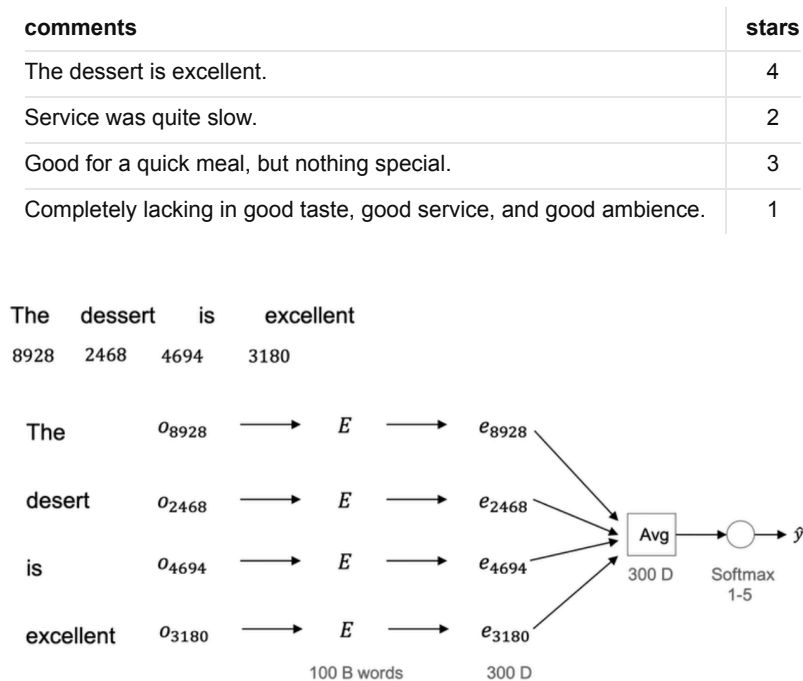 comments stars
The dessert is excellent. 4
Service was quite slow. 2
Good for a quick meal, but nothing special. 3
Completely lacking in good taste, good service, and good ambience. 1
The dessert is excellent
8928 2468 4694 3180
The o8928 E e8928
desert o2468 E e2468
Avg ŷ
is o4694 E e4694
300 D Softmax
1-5
excellent o3180 E e3180
100 B words 300 D